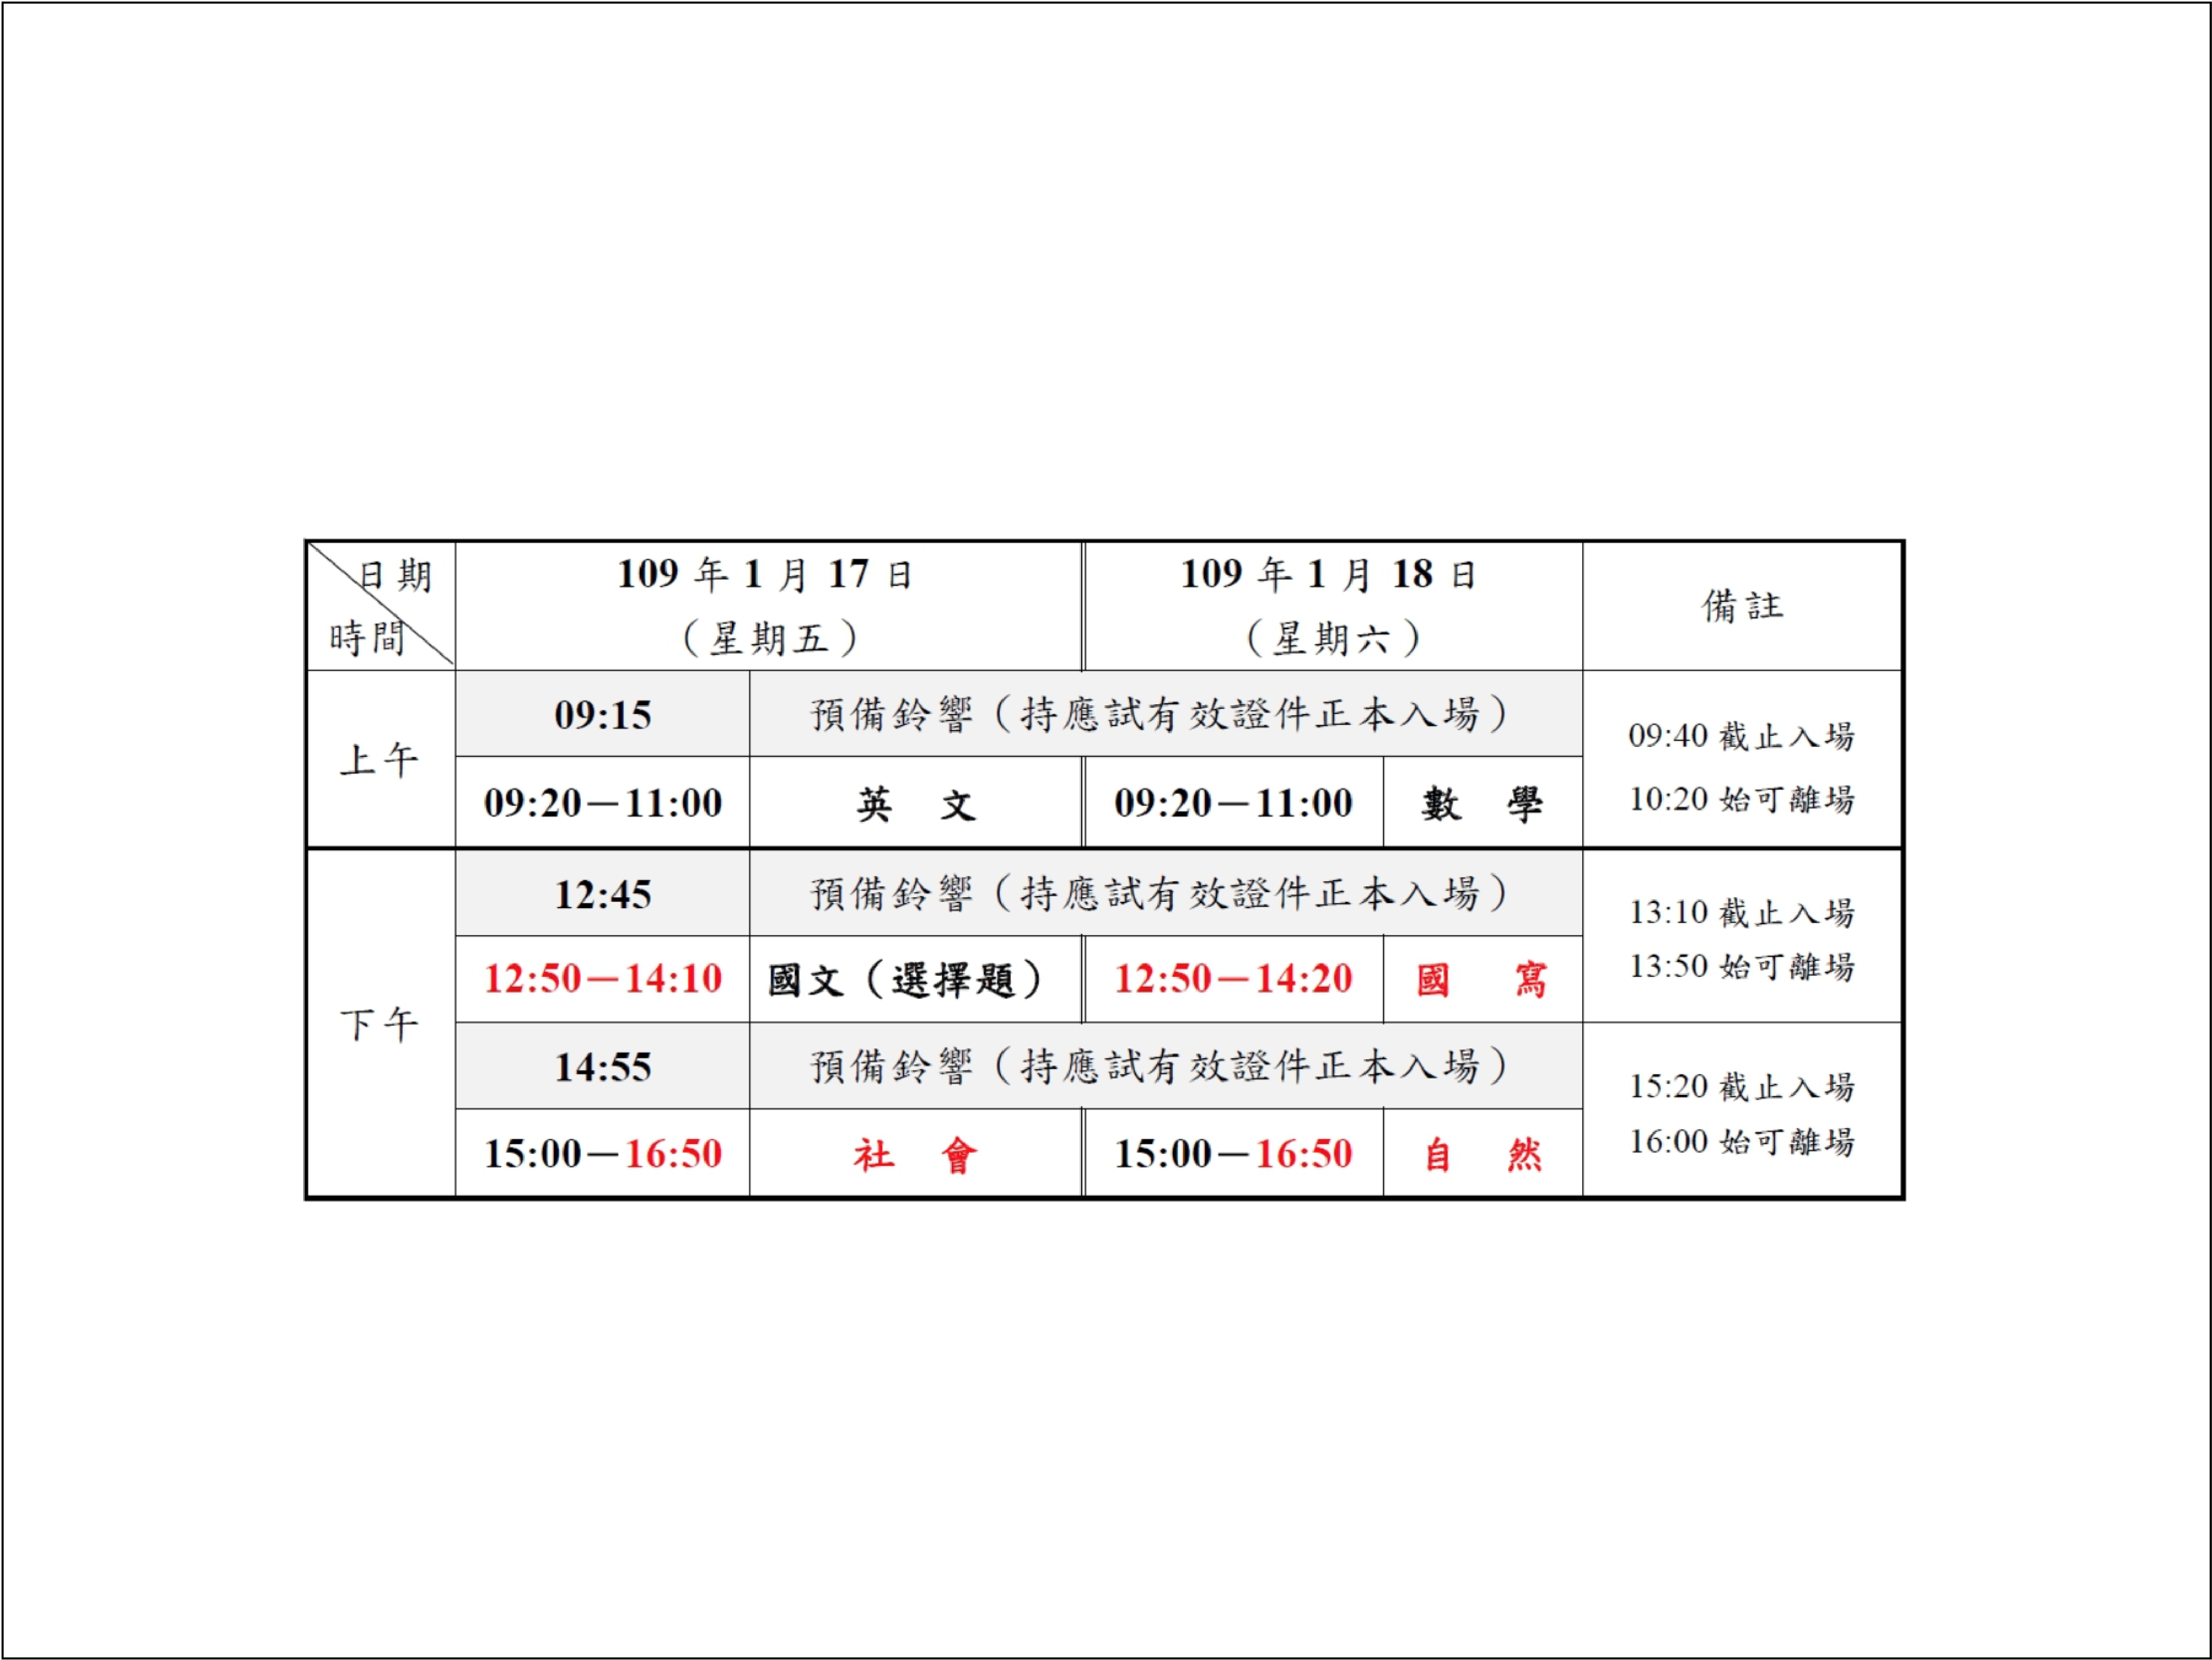 日期
時間
109 年 1 月 17 日
（星期五）
109 年 1 月 18 日
（星期六）
備註
上午
09:15
預備鈴響（持應試有效證件正本入場）
09:40 截止入場
10:20 始可離場
09:20－11:00
英 文
09:20－11:00
數 學
下午
12:45
預備鈴響（持應試有效證件正本入場）
13:10 截止入場
13:50 始可離場
12:50－14:10
國文（選擇題）
12:50－14:20
國 寫
14:55
預備鈴響（持應試有效證件正本入場）
15:20 截止入場
16:00 始可離場
15:00－16:50
社 會
15:00－16:50
自 然